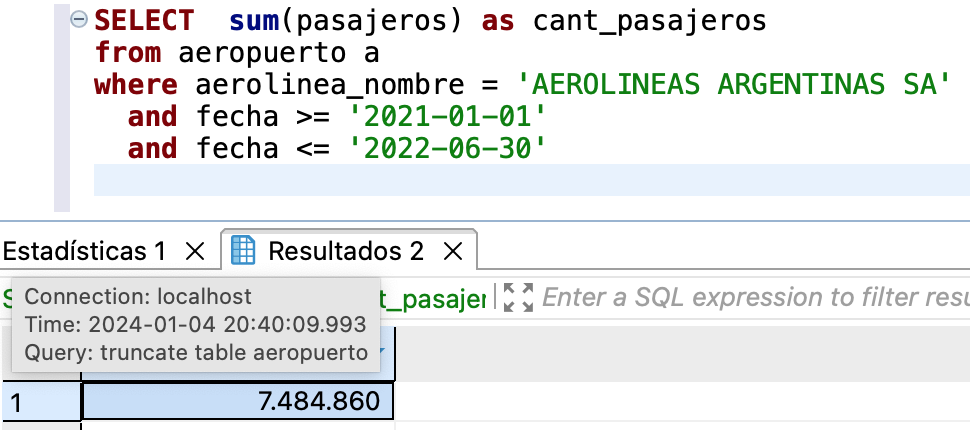 SELECT  sum(pasajeros) as cant_pasajeros
from aeropuerto a
where aerolinea_nombre = 'AEROLINEAS ARGENTINAS SA'
  and fecha >= '2021-01-01'
  and fecha <= '2022-06-30'
Estadísticas 1
Resultados 2
t_pasajer
Enter a SQL expression to filter resu
Connection: localhost
Time: 2024-01-04 20:40:09.993
Query: truncate table aeropuerto
1 7.484.860